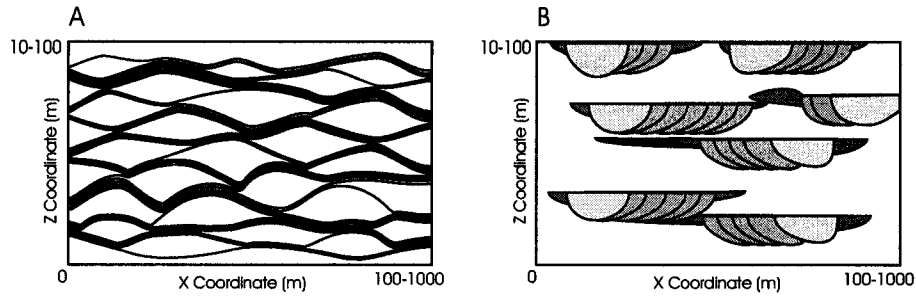 A
10-100
Z Coordinate (m)
0
X Coordinate (m)
100-1000
B
10-100
Z Coordinate (m)
0
X Coordinate (m)
100-1000